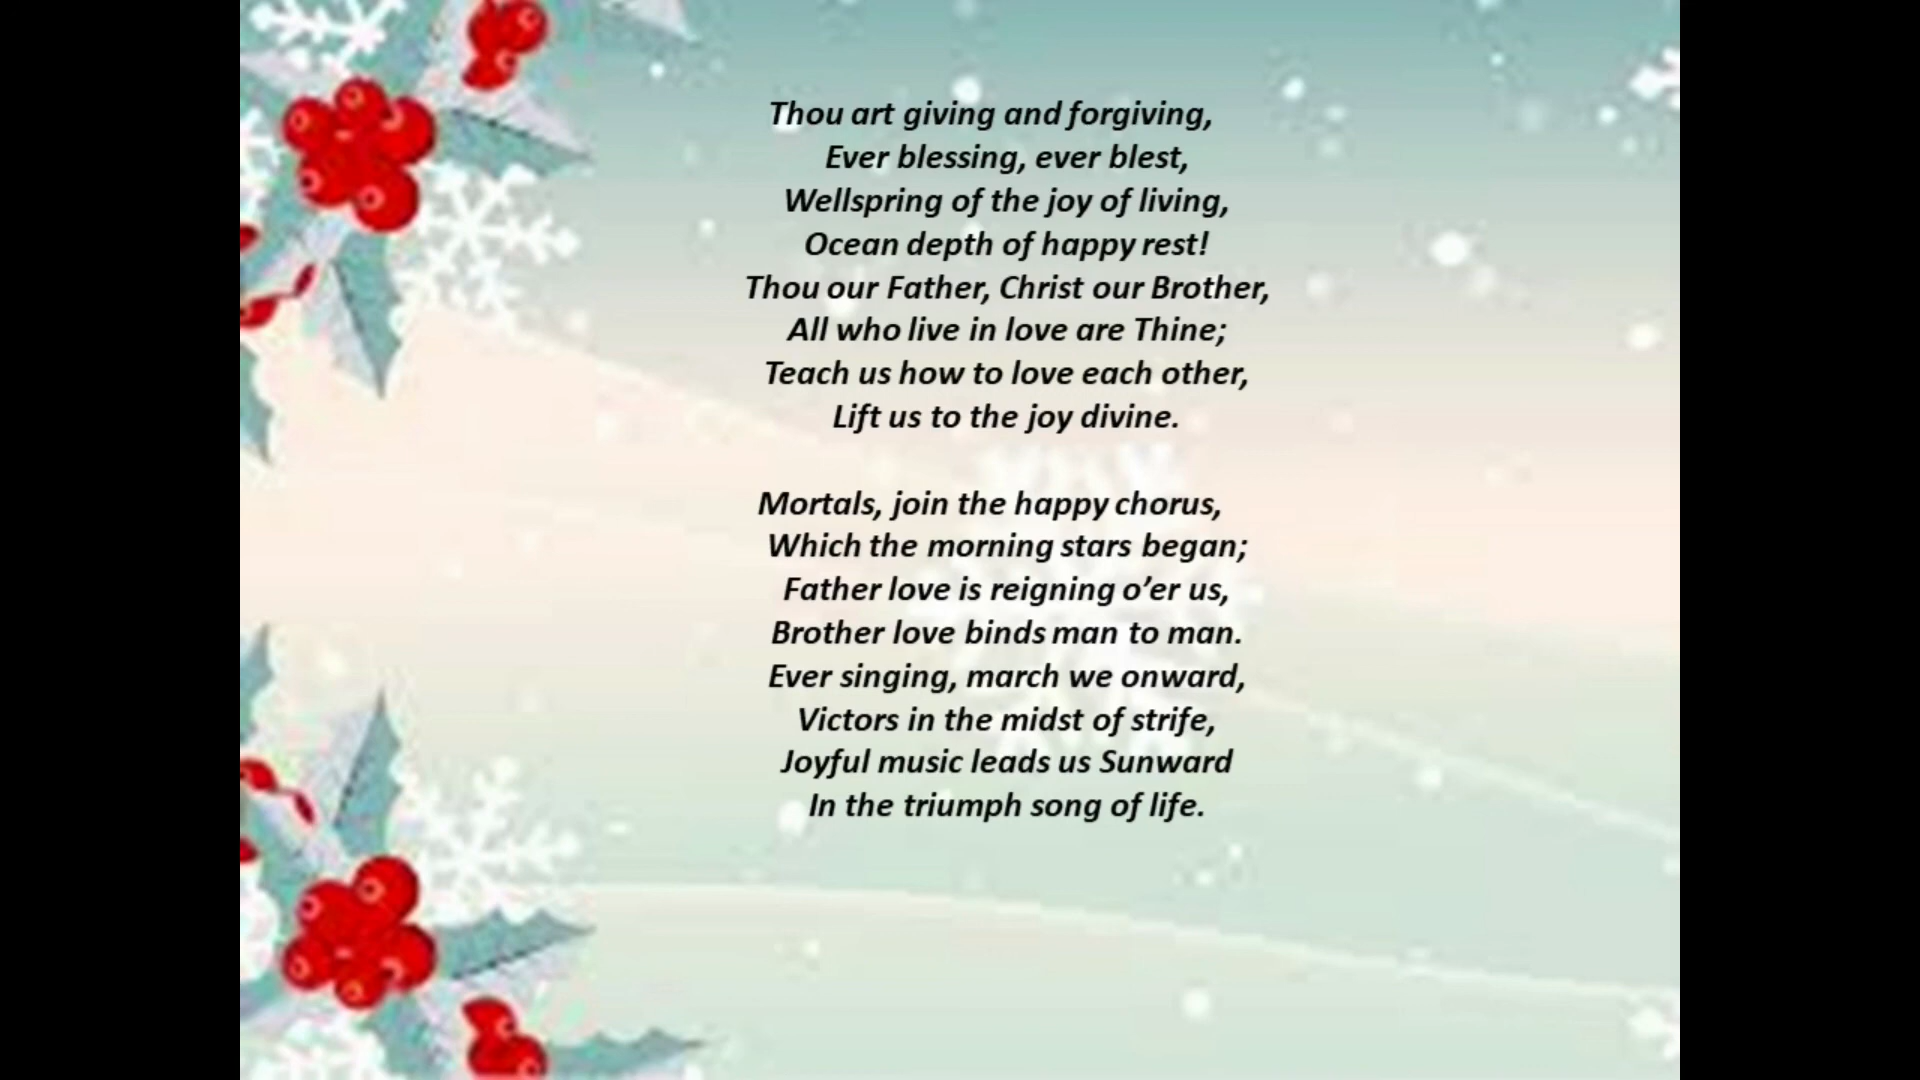 Thou art giving and forgiving,
Ever blessing, ever blest,
Wellspring of the joy of living,
Ocean depth of happy rest!
Thou our Father, Christ our Brother,
All who live in love are Thine;
Teach us how to love each other,
Lift us to the joy divine.
Mortals, join the happy chorus,
Which the morning stars began;
Father love is reigning o’er us,
Brother love binds man to man.
Ever singing, march we onward,
Victors in the midst of strife,
Joyful music leads us Sunward
In the triumph song of life.